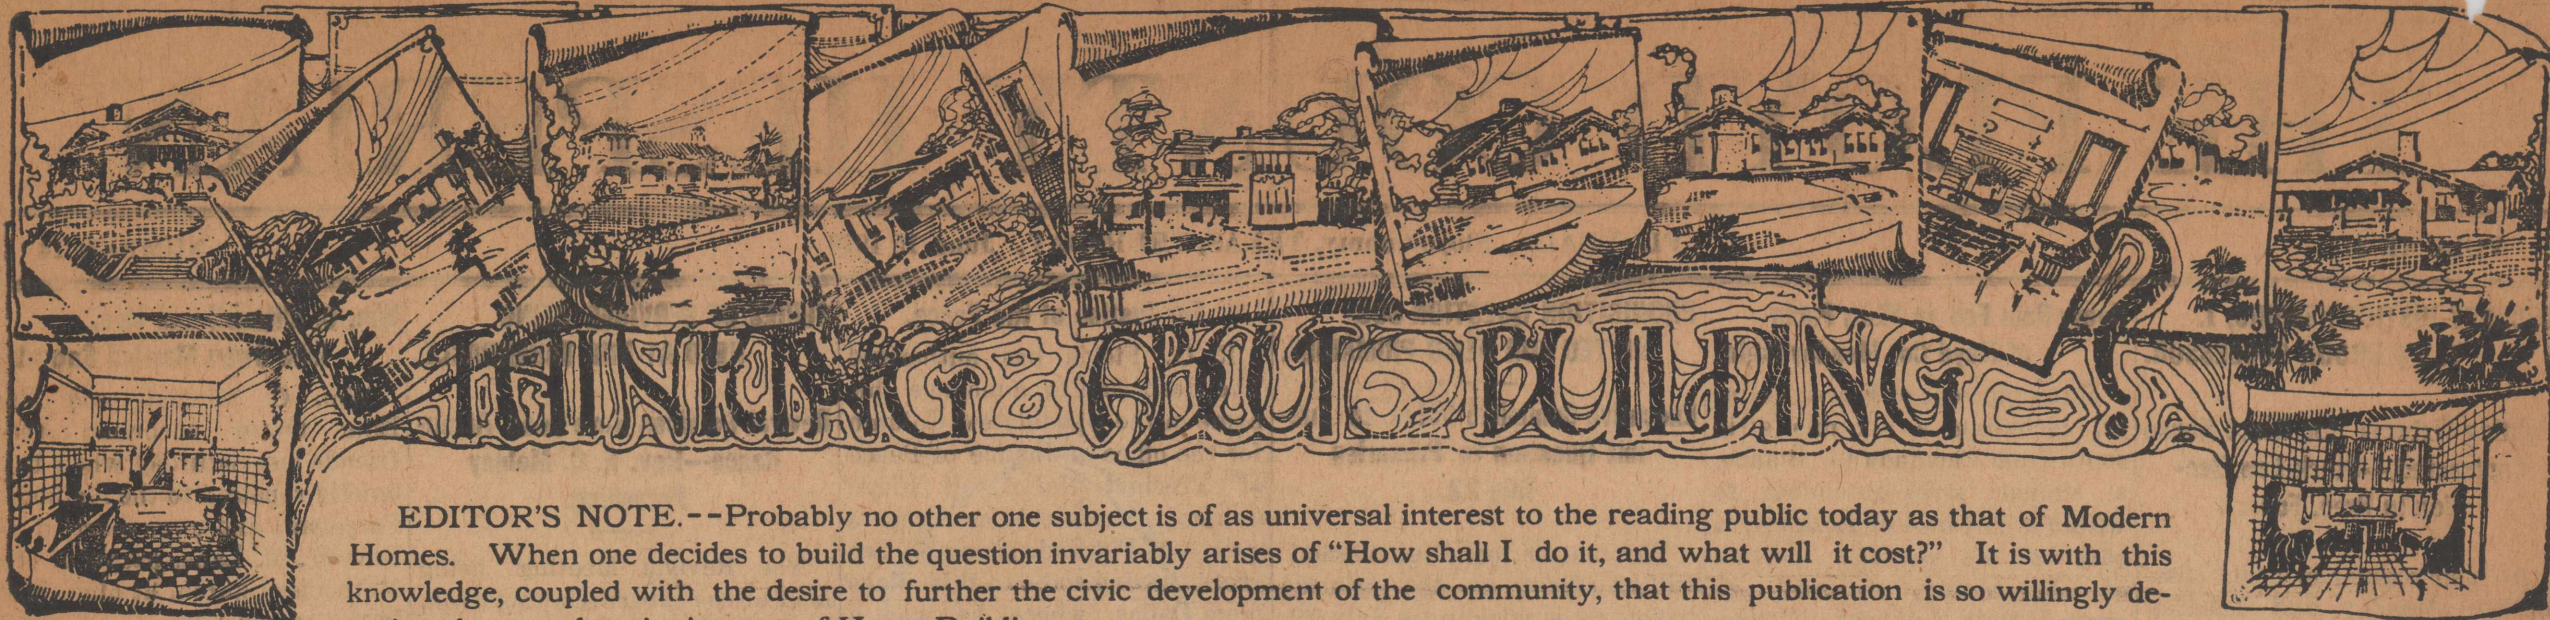 THINKING ABOUT BUILDING?
EDITOR'S NOTE.--Probably no other one subject is of as universal interest to the reading public today as that of Modern
Homes. When one decides to build the question invariably arises of "How shall I do it, and what will it cost?" It is with this
knowledge, coupled with the desire to further the civic development of the community, that this publication is so willingly de-